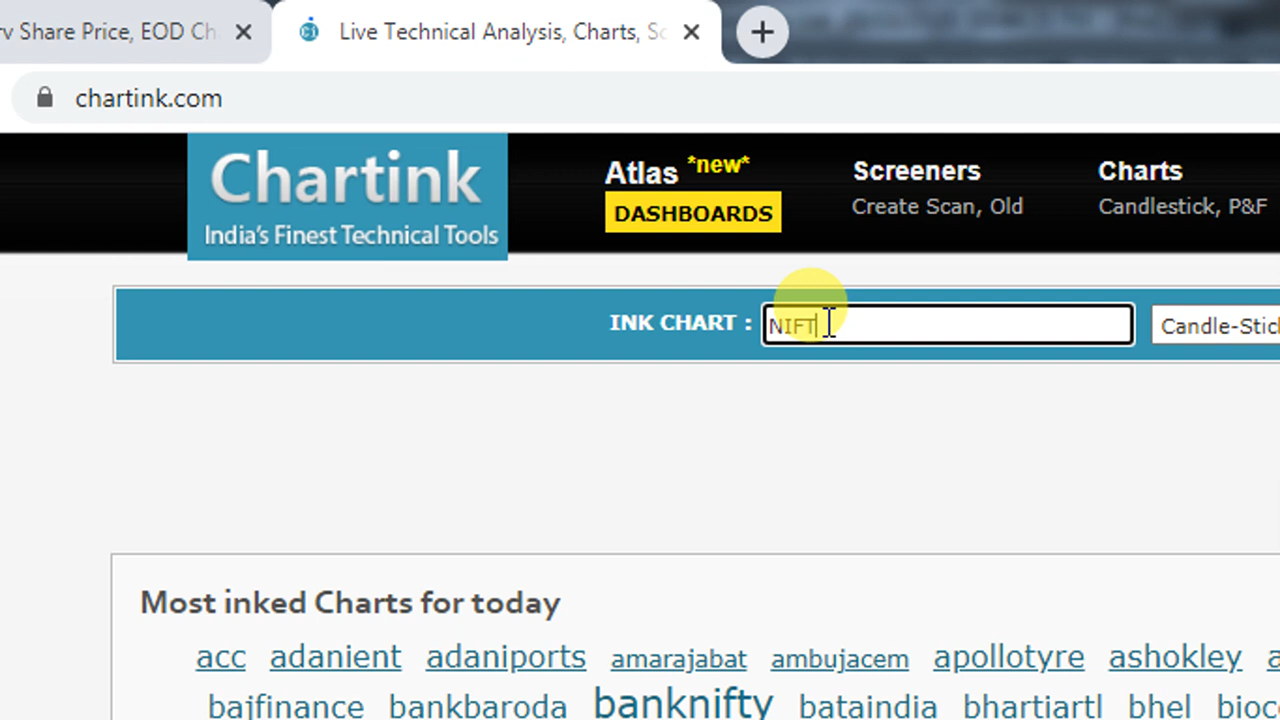 rv Share Price, EOD Ch
Live Technical Analysis, Charts, Sc
chartink.com
Chartink
India's Finest Technical Tools
Atlas *new*
DASHBOARDS
Screeners
Create Scan, Old
Charts
Candlestick, P&F
INK CHART :
NIFT
Candle-Stic
Most inked Charts for today
acc adanient adaniports amarajabat ambujacem apollotyre ashokley a
bajfinance bankbaroda banknifty bataindia bhartiartl bhel bioc